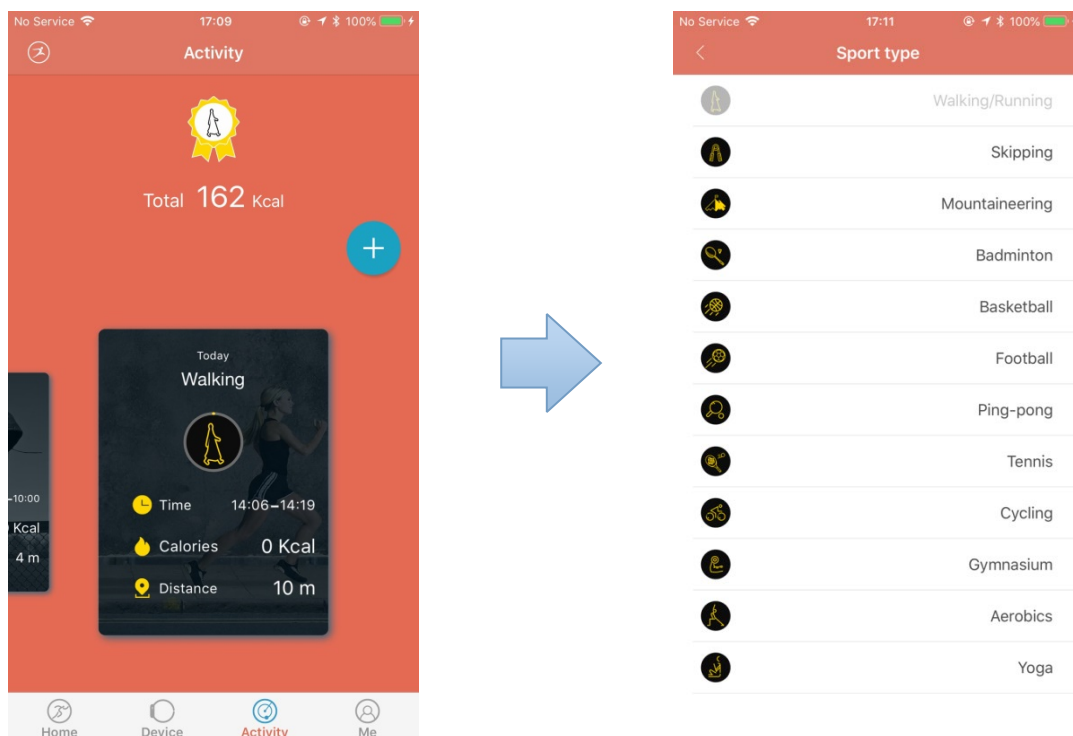 No Service 17:09 100%
Activity
Total 162 Kcal
+
Today
Walking
Time 14:06–14:19
Calories 0 Kcal
Distance 10 m
–10:00
Kcal
4 m
Home Device Activity Me
No Service 17:11 100%
Sport type
Walking/Running
Skipping
Mountaineering
Badminton
Basketball
Football
Ping-pong
Tennis
Cycling
Gymnasium
Aerobics
Yoga